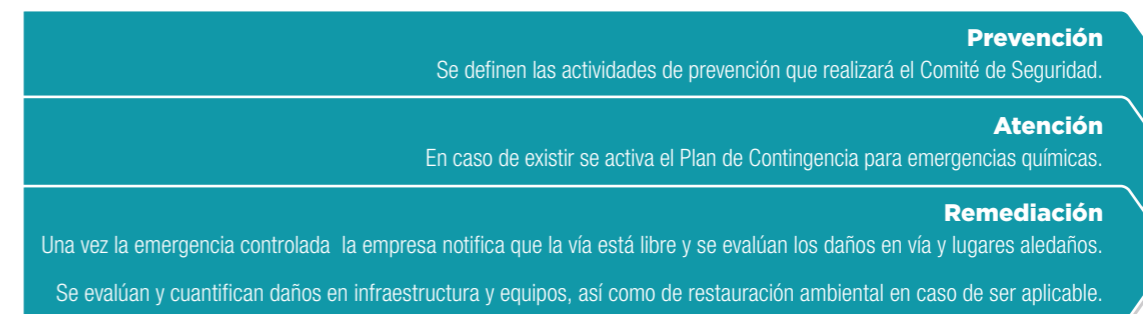 Prevención
Se definen las actividades de prevención que realizará el Comité de Seguridad.
Atención
En caso de existir se activa el Plan de Contingencia para emergencias químicas.
Remediación
Una vez la emergencia controlada  la empresa notifica que la vía está libre y se evalúan los daños en vía y lugares aledaños.
Se evalúan y cuantifican daños en infraestructura y equipos, así como de restauración ambiental en caso de ser aplicable.